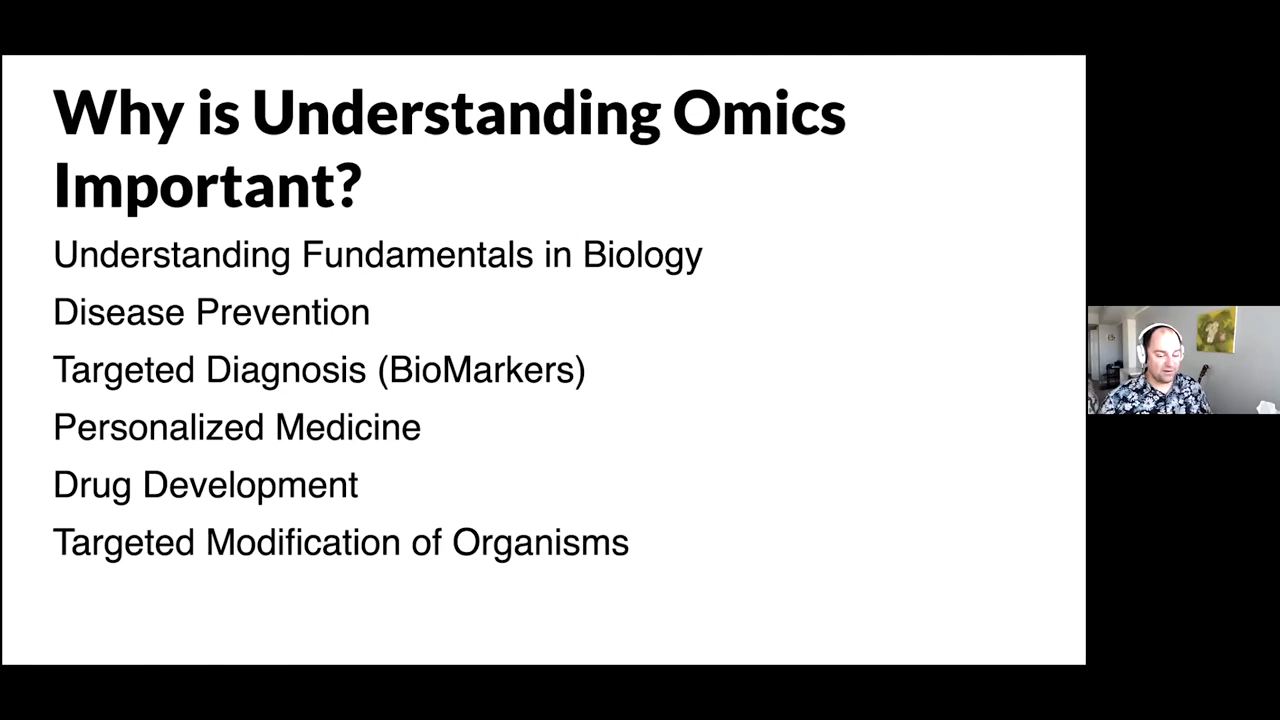 Why is Understanding Omics
Important?
Understanding Fundamentals in Biology
Disease Prevention
Targeted Diagnosis (BioMarkers)
Personalized Medicine
Drug Development
Targeted Modification of Organisms